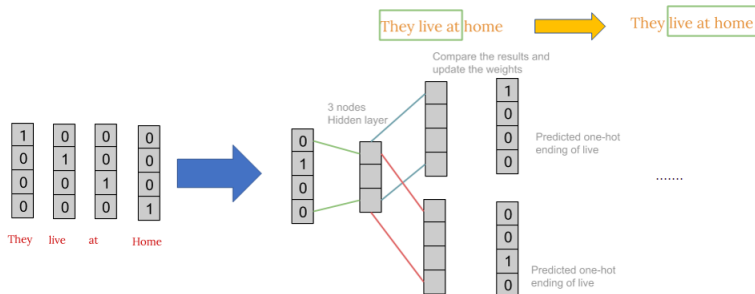 They live at home
They live at home
Compare the results and
update the weights
3 nodes
Hidden layer
1 0 0 0
0 1 0 0
0 0 1 0
0 0 0 1
They live at Home
0
1
0
0
1
0
0
0
Predicted one-hot
ending of live
.......
0
0
1
0
Predicted one-hot
ending of live